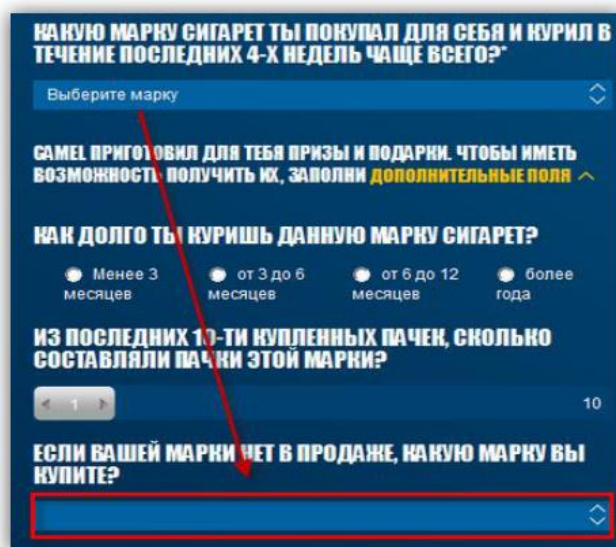 КАКУЮ МАРКУ СИГАРЕТ ТЫ ПОКУПАЛ ДЛЯ СЕБЯ И КУРИЛ В
ТЕЧЕНИЕ ПОСЛЕДНИХ 4-Х НЕДЕЛЬ ЧАЩЕ ВСЕГО?*
Выберите марку
CAMEL ПРИГОТОВИЛ ДЛЯ ТЕБЯ ПРИЗЫ И ПОДАРКИ. ЧТОБЫ ИМЕТЬ
ВОЗМОЖНОСТЬ ПОЛУЧИТЬ ИХ, ЗАПОЛНИ ДОПОЛНИТЕЛЬНЫЕ ПОЛЯ
КАК ДОЛГО ТЫ КУРИШЬ ДАННУЮ МАРКУ СИГАРЕТ?
Менее 3 от 3 до 6 от 6 до 12 более
месяцев месяцев месяцев года
ИЗ ПОСЛЕДНИХ 10-ТИ КУПЛЕННЫХ ПАЧЕК, СКОЛЬКО
СОСТАВЛЯЛИ ПАЧКИ ЭТОЙ МАРКИ?
1 10
ЕСЛИ ВАШЕЙ МАРКИ НЕТ В ПРОДАЖЕ, КАКУЮ МАРКУ ВЫ
КУПИТЕ?